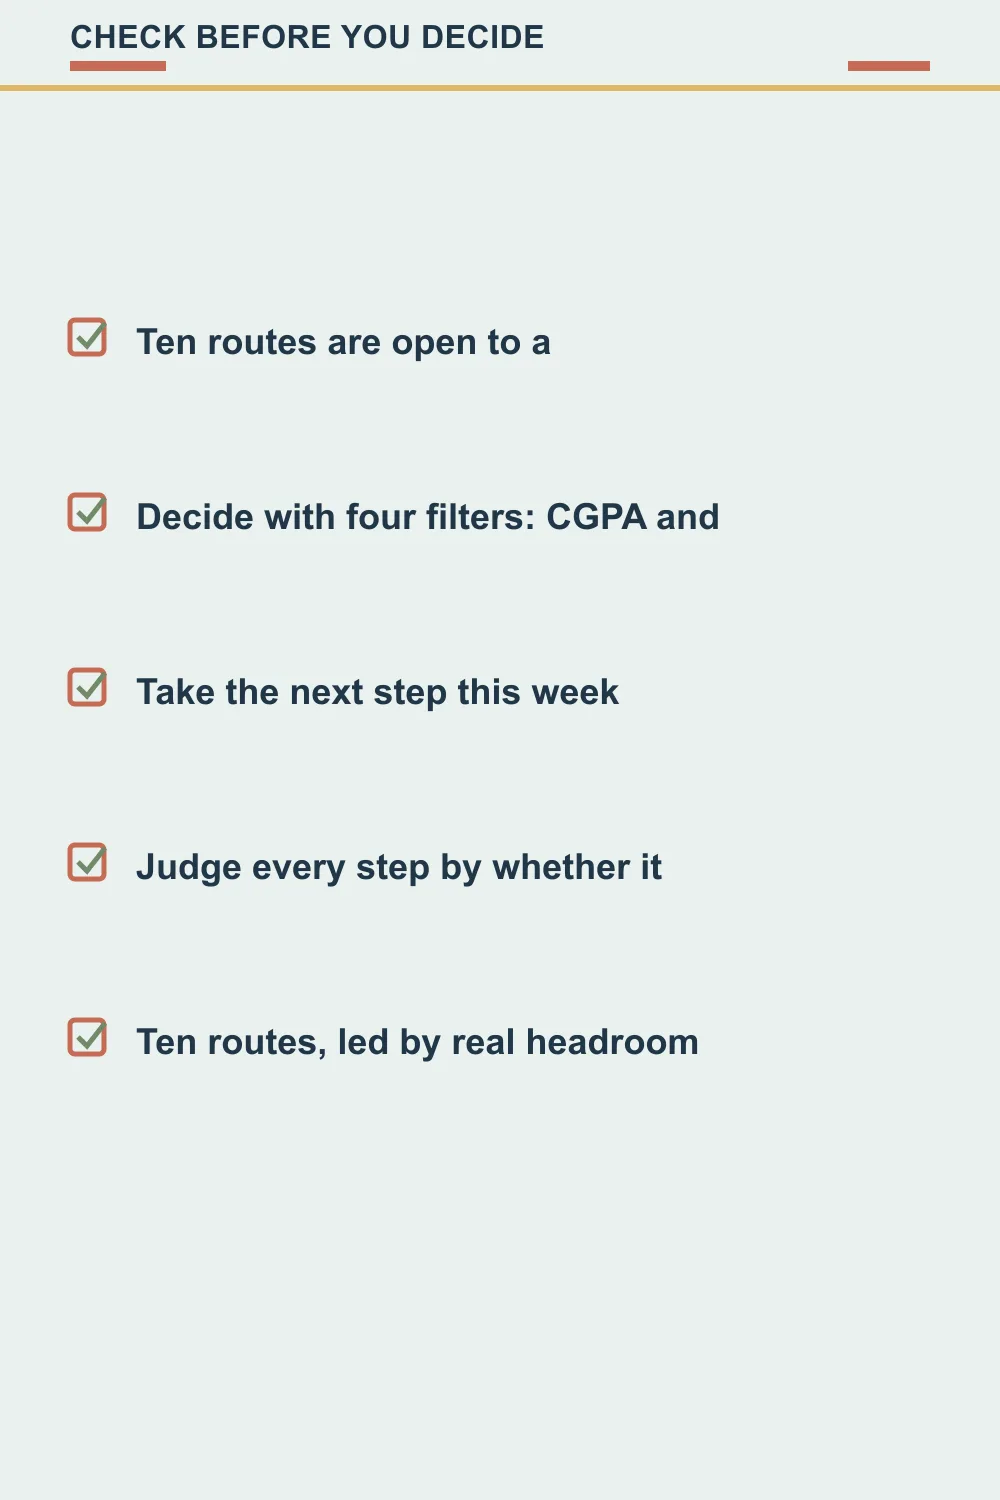 CHECK BEFORE YOU DECIDE
Ten routes are open to a
Decide with four filters: CGPA and
Take the next step this week
Judge every step by whether it
Ten routes, led by real headroom